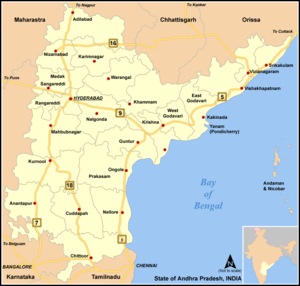 To Nagpur
Maharashtra
Adilabad
To Kanker
Chhattisgarh
Orissa
To Cuttack
16
Nizamabad
Karimnagar
Srikakulam
Vizianagaram
Medak
Warangal
Sangareddi
To Pune
Vishakhapatnam
HYDERABAD
Rangareddi
Khammam
East
Godavari
5
West
Godavari
Nalgonda
9
Kakinada
Mahbubnagar
Krishna
Yanam
(Pondicherry)
Guntur
Kurnool
Ongole
Prakasam
Bay
of
Bengal
Andaman
&
Nicobar
18
Anantapur
Cuddapah
Nellore
7
To Belgaum
Chittoor
BANGALORE
CHENNAI
(Not to scale)
Karnataka
Tamilnadu
State of Andhra Pradesh, INDIA